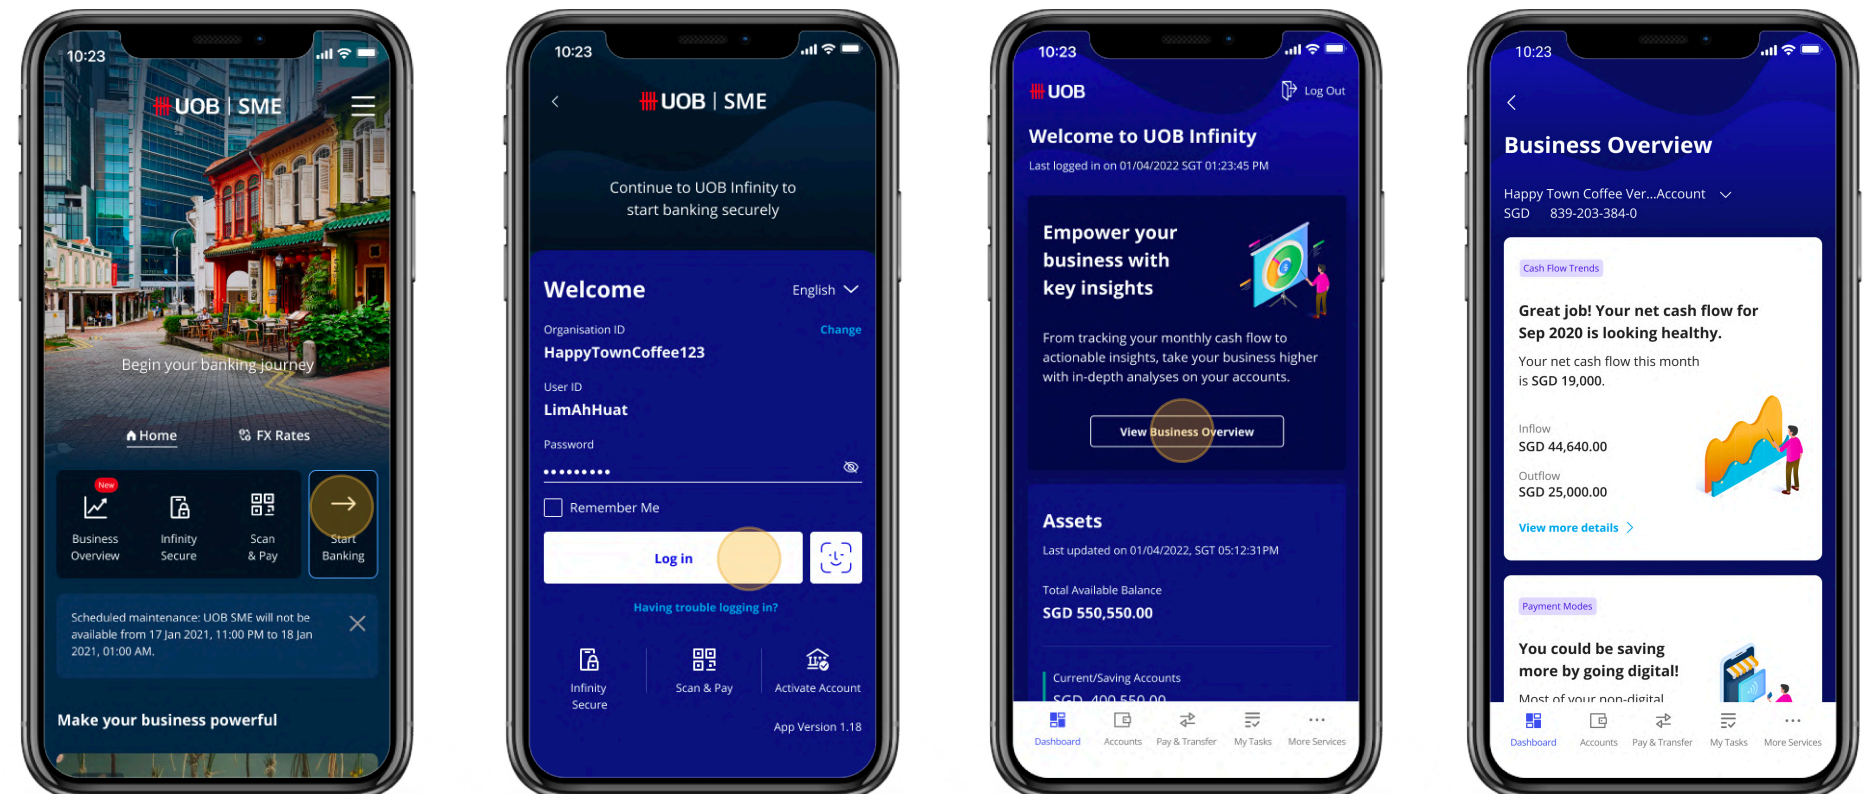 10:23
UOB | SME
Begin your banking journey
Home
FX Rates
New
Business
Overview
Infinity
Secure
Scan
& Pay
Start
Banking
Scheduled maintenance: UOB SME will not be
available from 17 Jan 2021, 11:00 PM to 18 Jan
2021, 01:00 AM.
Make your business powerful
10:23
UOB | SME
Continue to UOB Infinity to
start banking securely
Welcome
English
Organisation ID
Change
HappyTownCoffee123
User ID
LimAhHuat
Password
Remember Me
Log in
Having trouble logging in?
Infinity
Secure
Scan & Pay
Activate Account
App Version 1.18
10:23
UOB
Log Out
Welcome to UOB Infinity
Last logged in on 01/04/2022 SGT 01:23:45 PM
Empower your
business with
key insights
From tracking your monthly cash flow to
actionable insights, take your business higher
with in-depth analyses on your accounts.
View Business Overview
Assets
Last updated on 01/04/2022, SGT 05:12:31PM
Total Available Balance
SGD 550,550.00
Current/Saving Accounts
SGD 400,550.00
Dashboard
Accounts
Pay & Transfer
My Tasks
More Services
10:23
Business Overview
Happy Town Coffee Ver...Account
SGD 839-203-384-0
Cash Flow Trends
Great job! Your net cash flow for
Sep 2020 is looking healthy.
Your net cash flow this month
is SGD 19,000.
Inflow
SGD 44,640.00
Outflow
SGD 25,000.00
View more details
Payment Modes
You could be saving
more by going digital!
Most of your non-digital
Dashboard
Accounts
Pay & Transfer
My Tasks
More Services